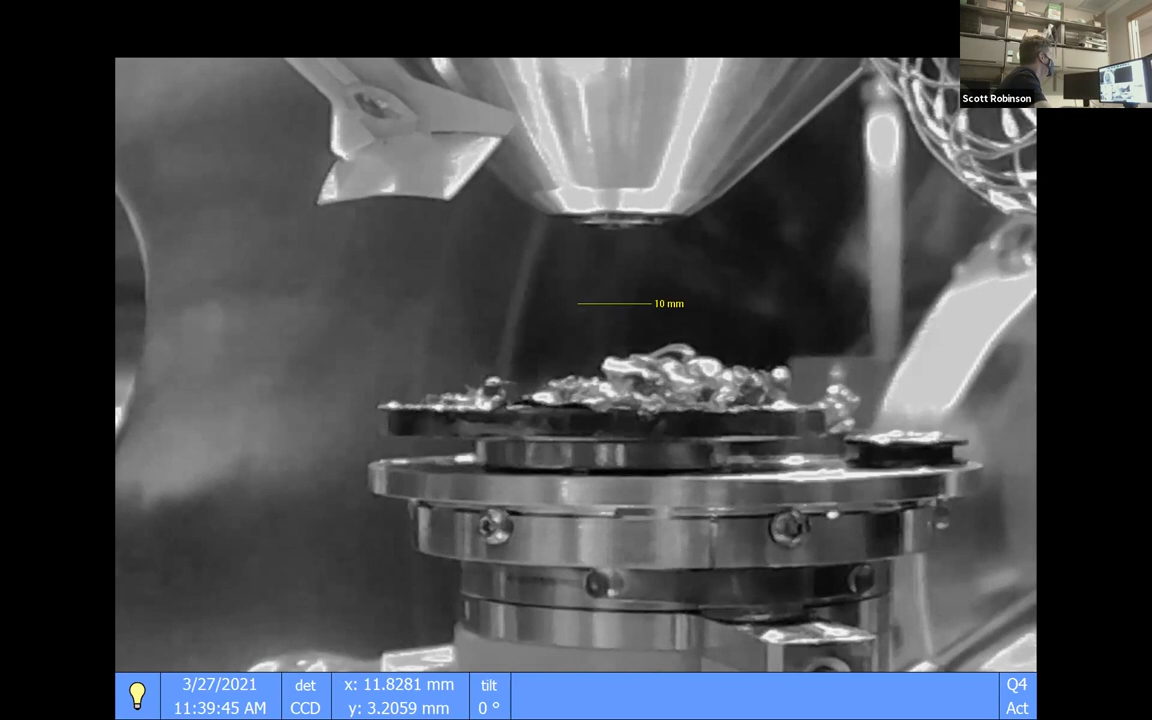 Scott Robinson
10 mm
3/27/2021
11:39:45 AM
det
CCD
x: 11.8281 mm
y: 3.2059 mm
tilt
0 °
Q4
Act